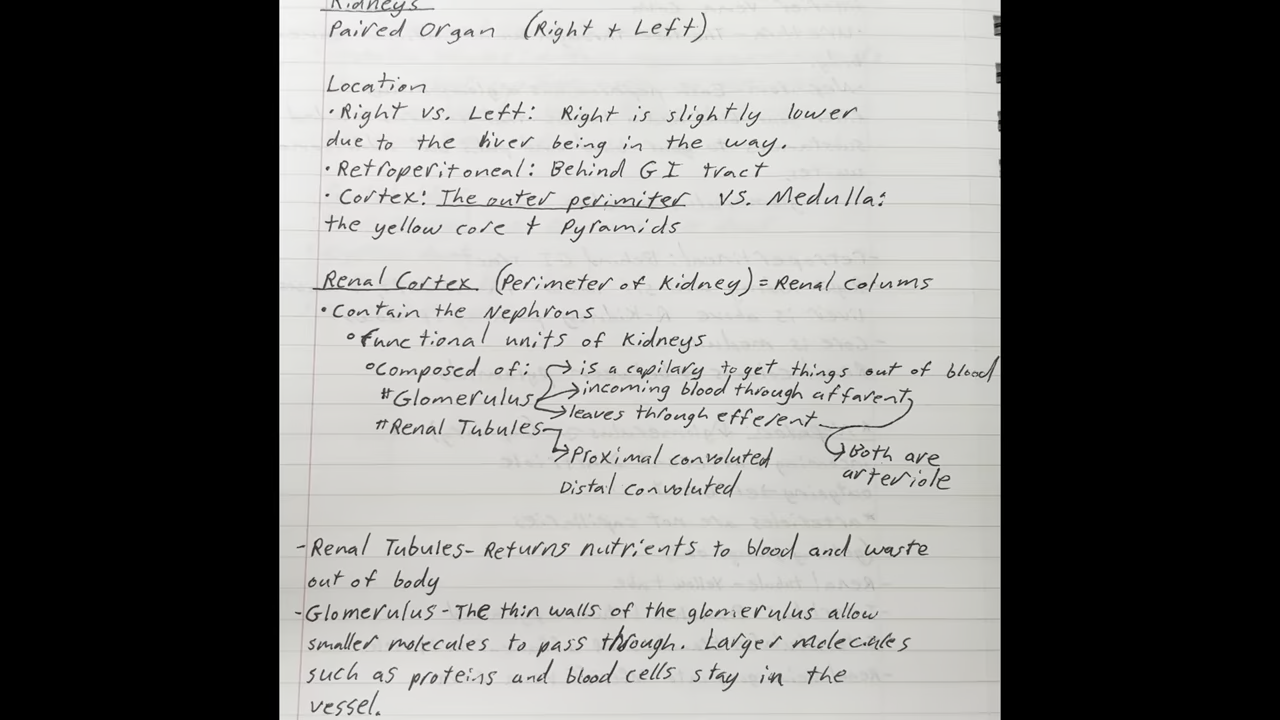 Kidneys
Paired Organ (Right + Left)
Location
• Right vs. Left: Right is slightly lower
due to the liver being in the way.
• Retroperitoneal: Behind GI tract
• Cortex: The outer perimiter vs. Medulla:
the yellow core + Pyramids
Renal Cortex (Perimeter of Kidney) = Renal colums
• Contain the Nephrons
° Functional units of Kidneys
° Composed of: → is a capilary to get things out of blood
# Glomerulus → incoming blood through affarent
→ leaves through efferent
# Renal Tubules → Both are
→ Proximal convoluted arteriole
Distal convoluted
- Renal Tubules - Returns nutrients to blood and waste
out of body
- Glomerulus - The thin walls of the glomerulus allow
smaller molecules to pass through. Larger molecules
such as proteins and blood cells stay in the
vessel.